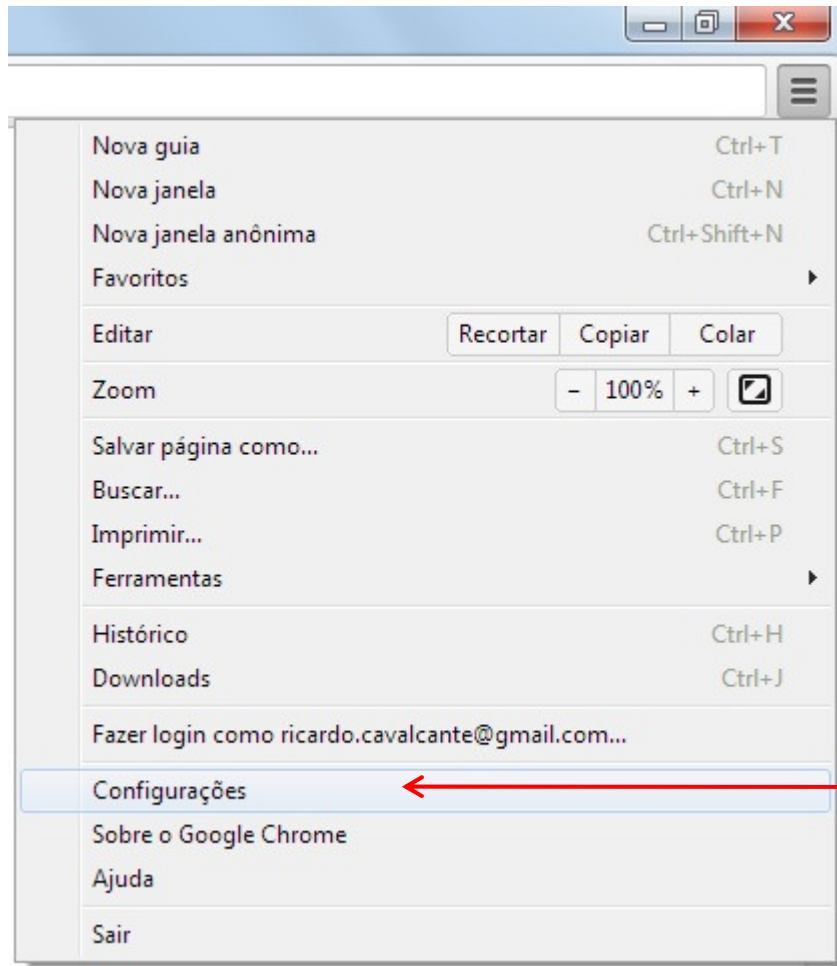 Nova guia Ctrl+T
Nova janela Ctrl+N
Nova janela anônima Ctrl+Shift+N
Favoritos
Editar Recortar Copiar Colar
Zoom − 100% +
Salvar página como... Ctrl+S
Buscar... Ctrl+F
Imprimir... Ctrl+P
Ferramentas
Histórico Ctrl+H
Downloads Ctrl+J
Fazer login como ricardo.cavalcante@gmail.com...
Configurações
Sobre o Google Chrome
Ajuda
Sair